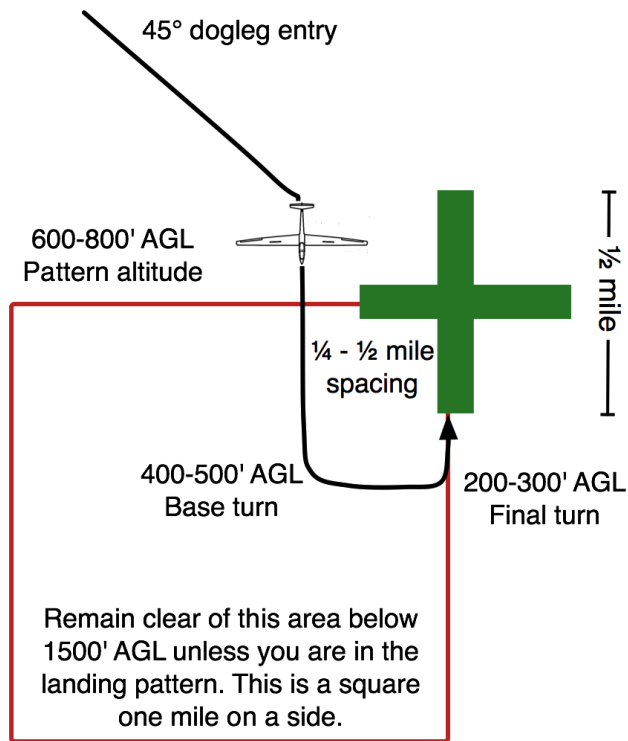 45° dogleg entry
600-800' AGL
Pattern altitude
½ mile
¼ - ½ mile
spacing
400-500' AGL
Base turn
200-300' AGL
Final turn
Remain clear of this area below
1500' AGL unless you are in the
landing pattern. This is a square
one mile on a side.